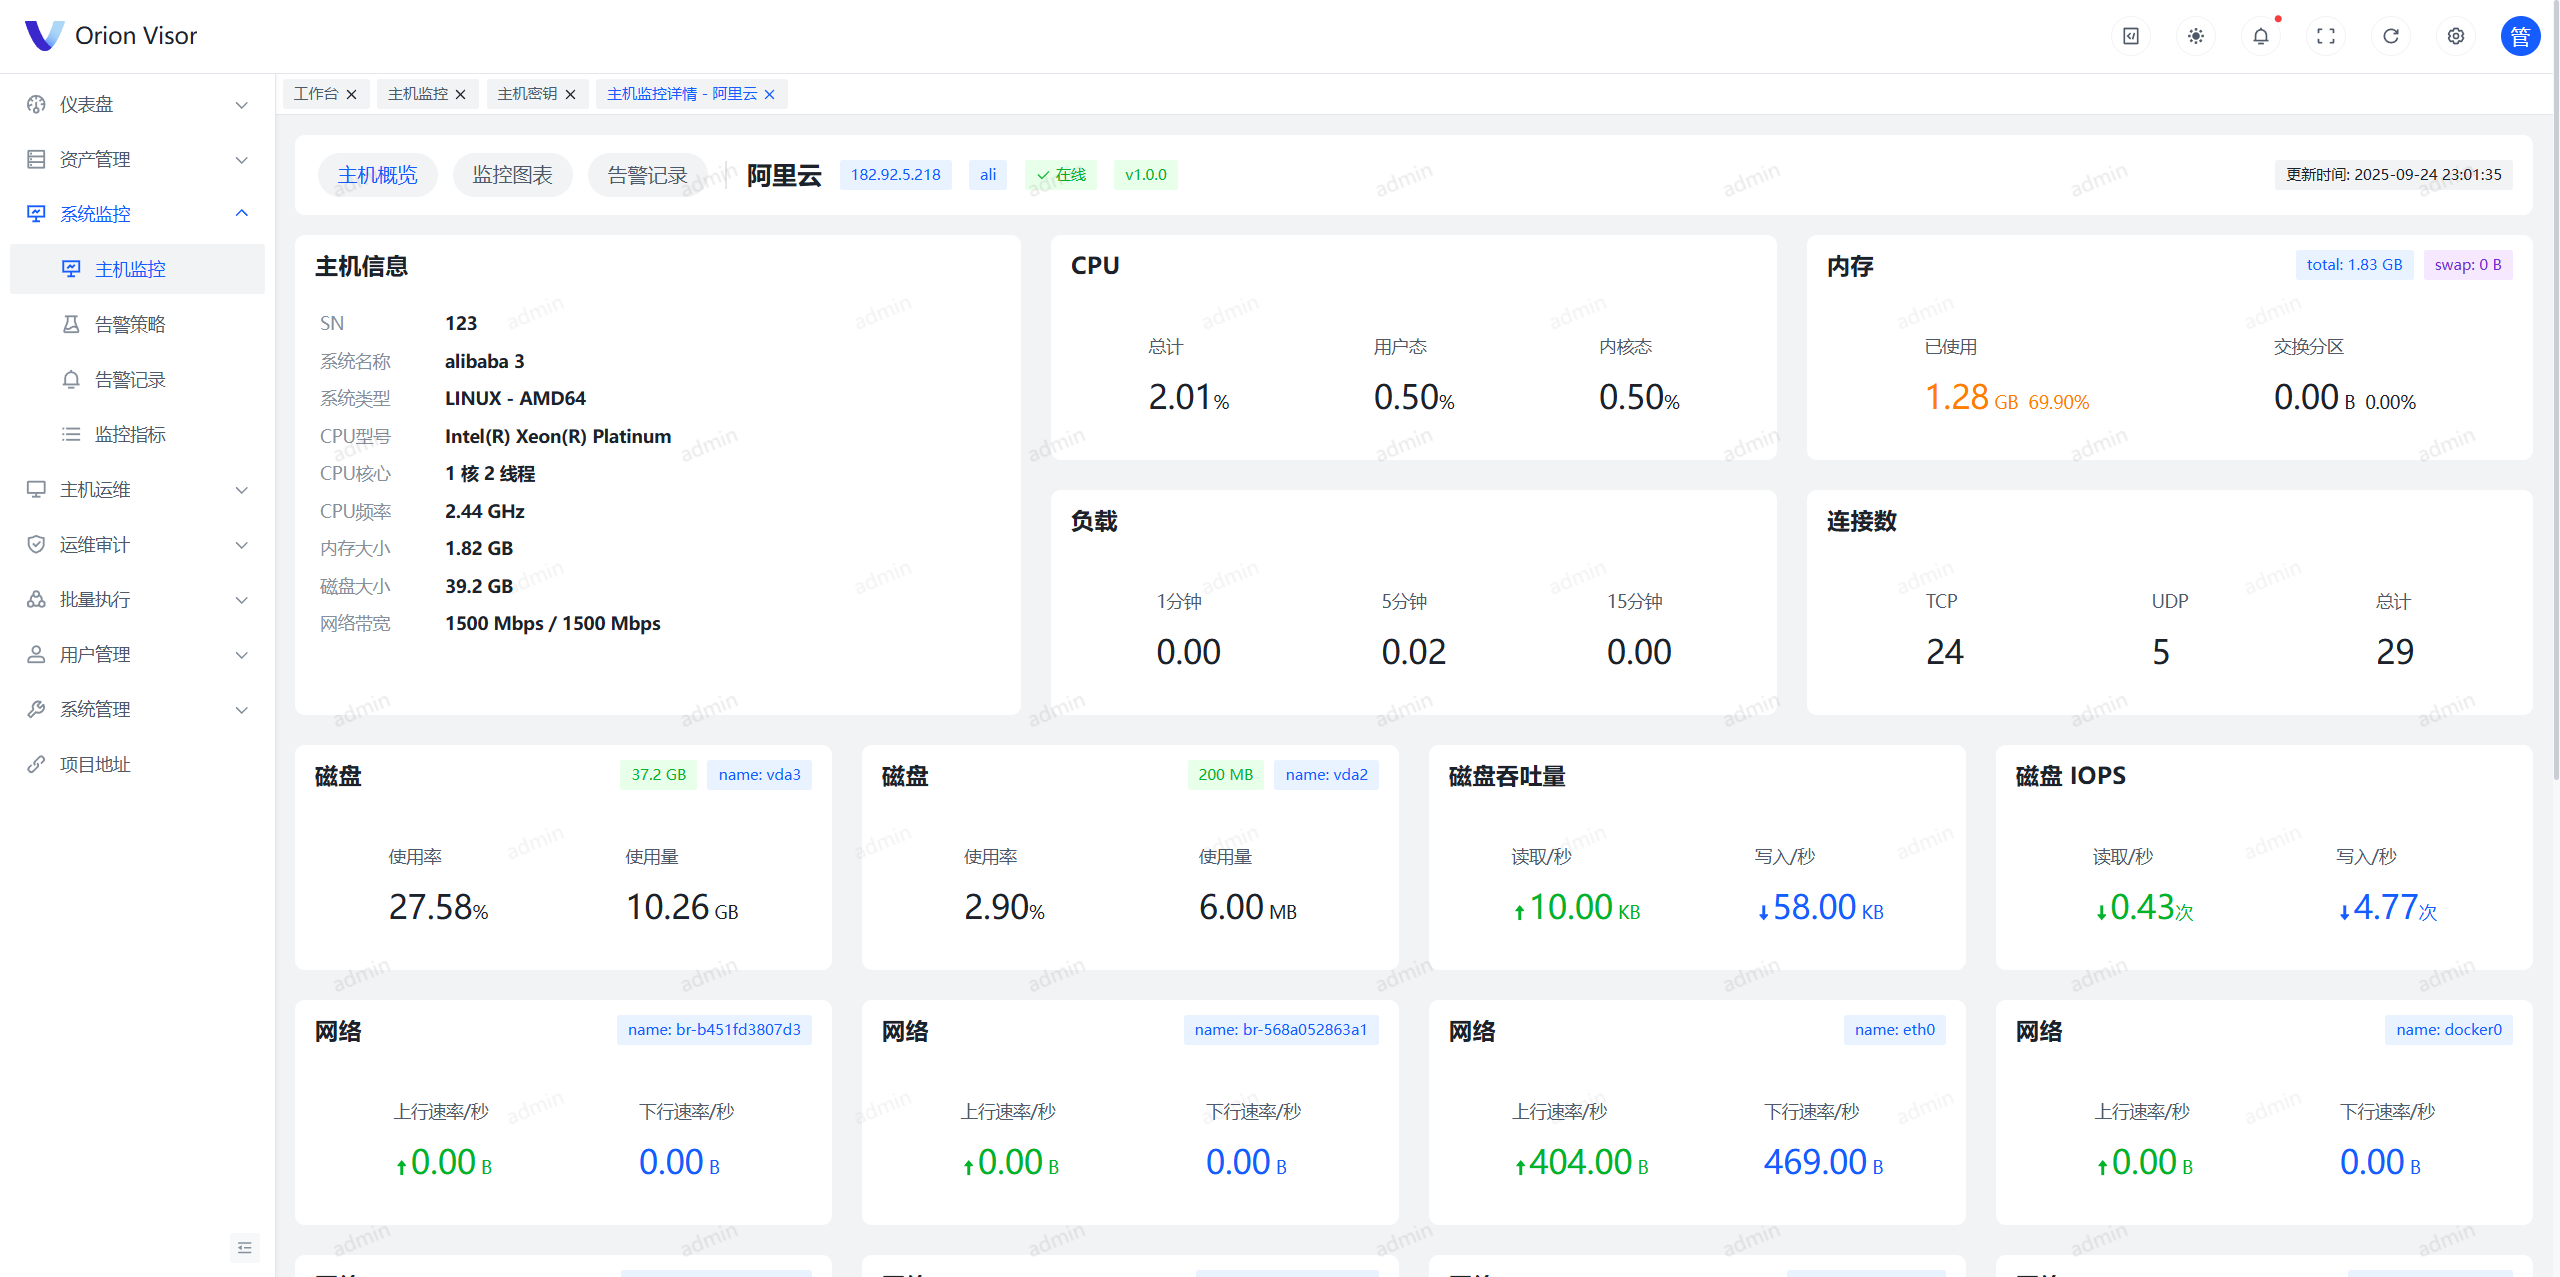 Orion Visor
管
仪表盘
资产管理
系统监控
主机监控
告警策略
告警记录
监控指标
主机运维
运维审计
批量执行
用户管理
系统管理
项目地址
工作台
主机监控
主机密钥
主机监控详情 - 阿里云
主机概览
监控图表
告警记录
阿里云
182.92.5.218
ali
在线
v1.0.0
更新时间: 2025-09-24 23:01:35
主机信息
SN 123
系统名称 alibaba 3
系统类型 LINUX - AMD64
CPU型号 Intel(R) Xeon(R) Platinum
CPU核心 1 核 2 线程
CPU频率 2.44 GHz
内存大小 1.82 GB
磁盘大小 39.2 GB
网络带宽 1500 Mbps / 1500 Mbps
CPU
总计 用户态 内核态
2.01% 0.50% 0.50%
内存 total: 1.83 GB swap: 0 B
已使用 交换分区
1.28 GB 69.90% 0.00 B 0.00%
负载
1分钟 5分钟 15分钟
0.00 0.02 0.00
连接数
TCP UDP 总计
24 5 29
磁盘 37.2 GB name: vda3
使用率 使用量
27.58% 10.26 GB
磁盘 200 MB name: vda2
使用率 使用量
2.90% 6.00 MB
磁盘吞吐量
读取/秒 写入/秒
10.00 KB 58.00 KB
磁盘 IOPS
读取/秒 写入/秒
0.43次 4.77次
网络 name: br-b451fd3807d3
上行速率/秒 下行速率/秒
0.00 B 0.00 B
网络 name: br-568a052863a1
上行速率/秒 下行速率/秒
0.00 B 0.00 B
网络 name: eth0
上行速率/秒 下行速率/秒
404.00 B 469.00 B
网络 name: docker0
上行速率/秒 下行速率/秒
0.00 B 0.00 B
admin